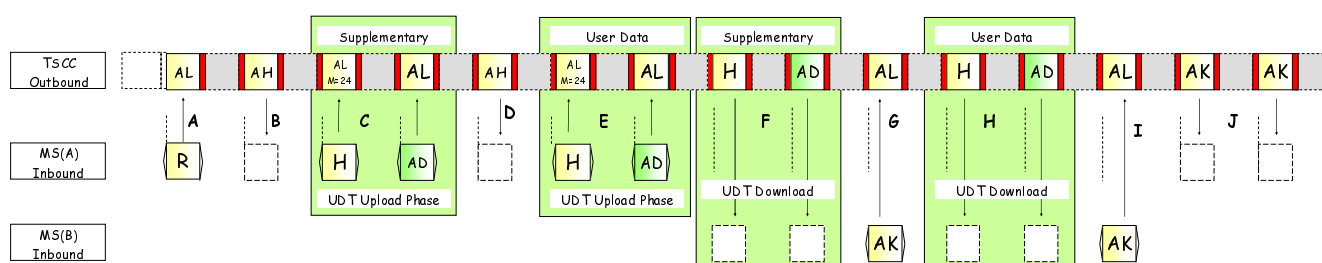 Supplementary
User Data
Supplementary
User Data
TSCC
Outbound
AL
AH
AL
M=24
AL
AH
AL
M=24
AL
H
AD
AL
H
AD
AL
AK
AK
A
B
C
D
E
F
G
H
I
J
MS(A)
Inbound
R
H
AD
H
AD
UDT Upload Phase
UDT Upload Phase
UDT Download
UDT Download
MS(B)
Inbound
AK
AK